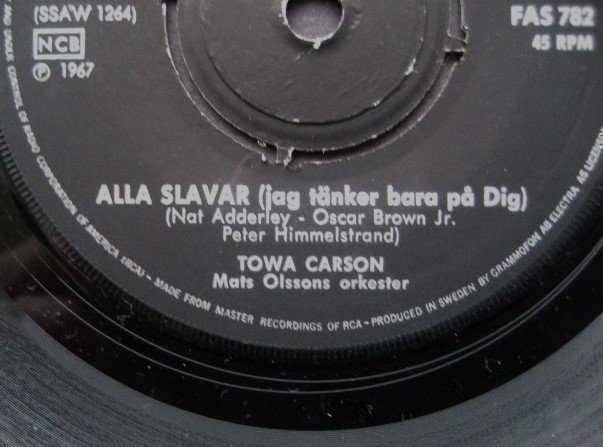 (SSAW 1264)
NCB
Ⓟ 1967
FAS 782
45 RPM
ALLA SLAVAR (jag tänker bara på Dig)
(Nat Adderley - Oscar Brown Jr.
Peter Himmelstrand)
TOWA CARSON
Mats Olssons orkester
CORPORATION OF AMERICA (RCA) - MADE FROM MASTER RECORDINGS OF RCA - PRODUCED IN SWEDEN BY GRAMMOFON AB ELECTRA AS LICENS